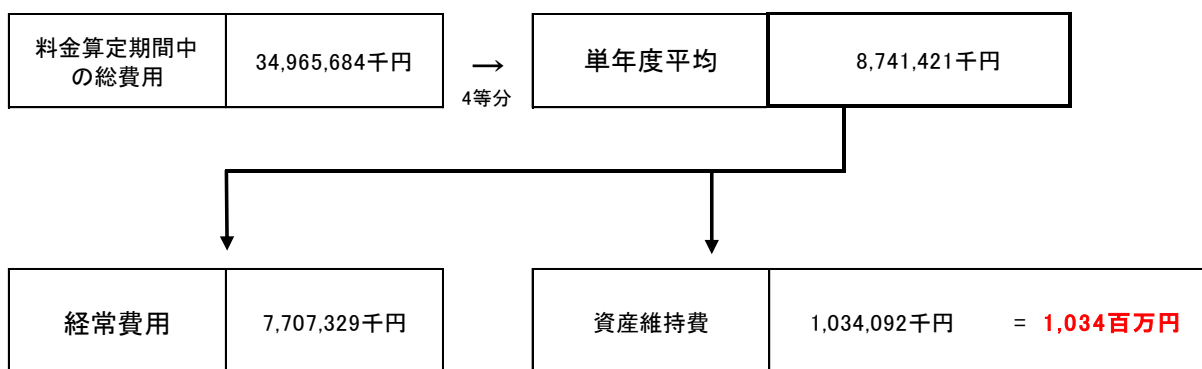 料金算定期間中
の総費用
34,965,684千円
→
4等分
単年度平均
8,741,421千円
経常費用
7,707,329千円
資産維持費
1,034,092千円
= 1,034百万円